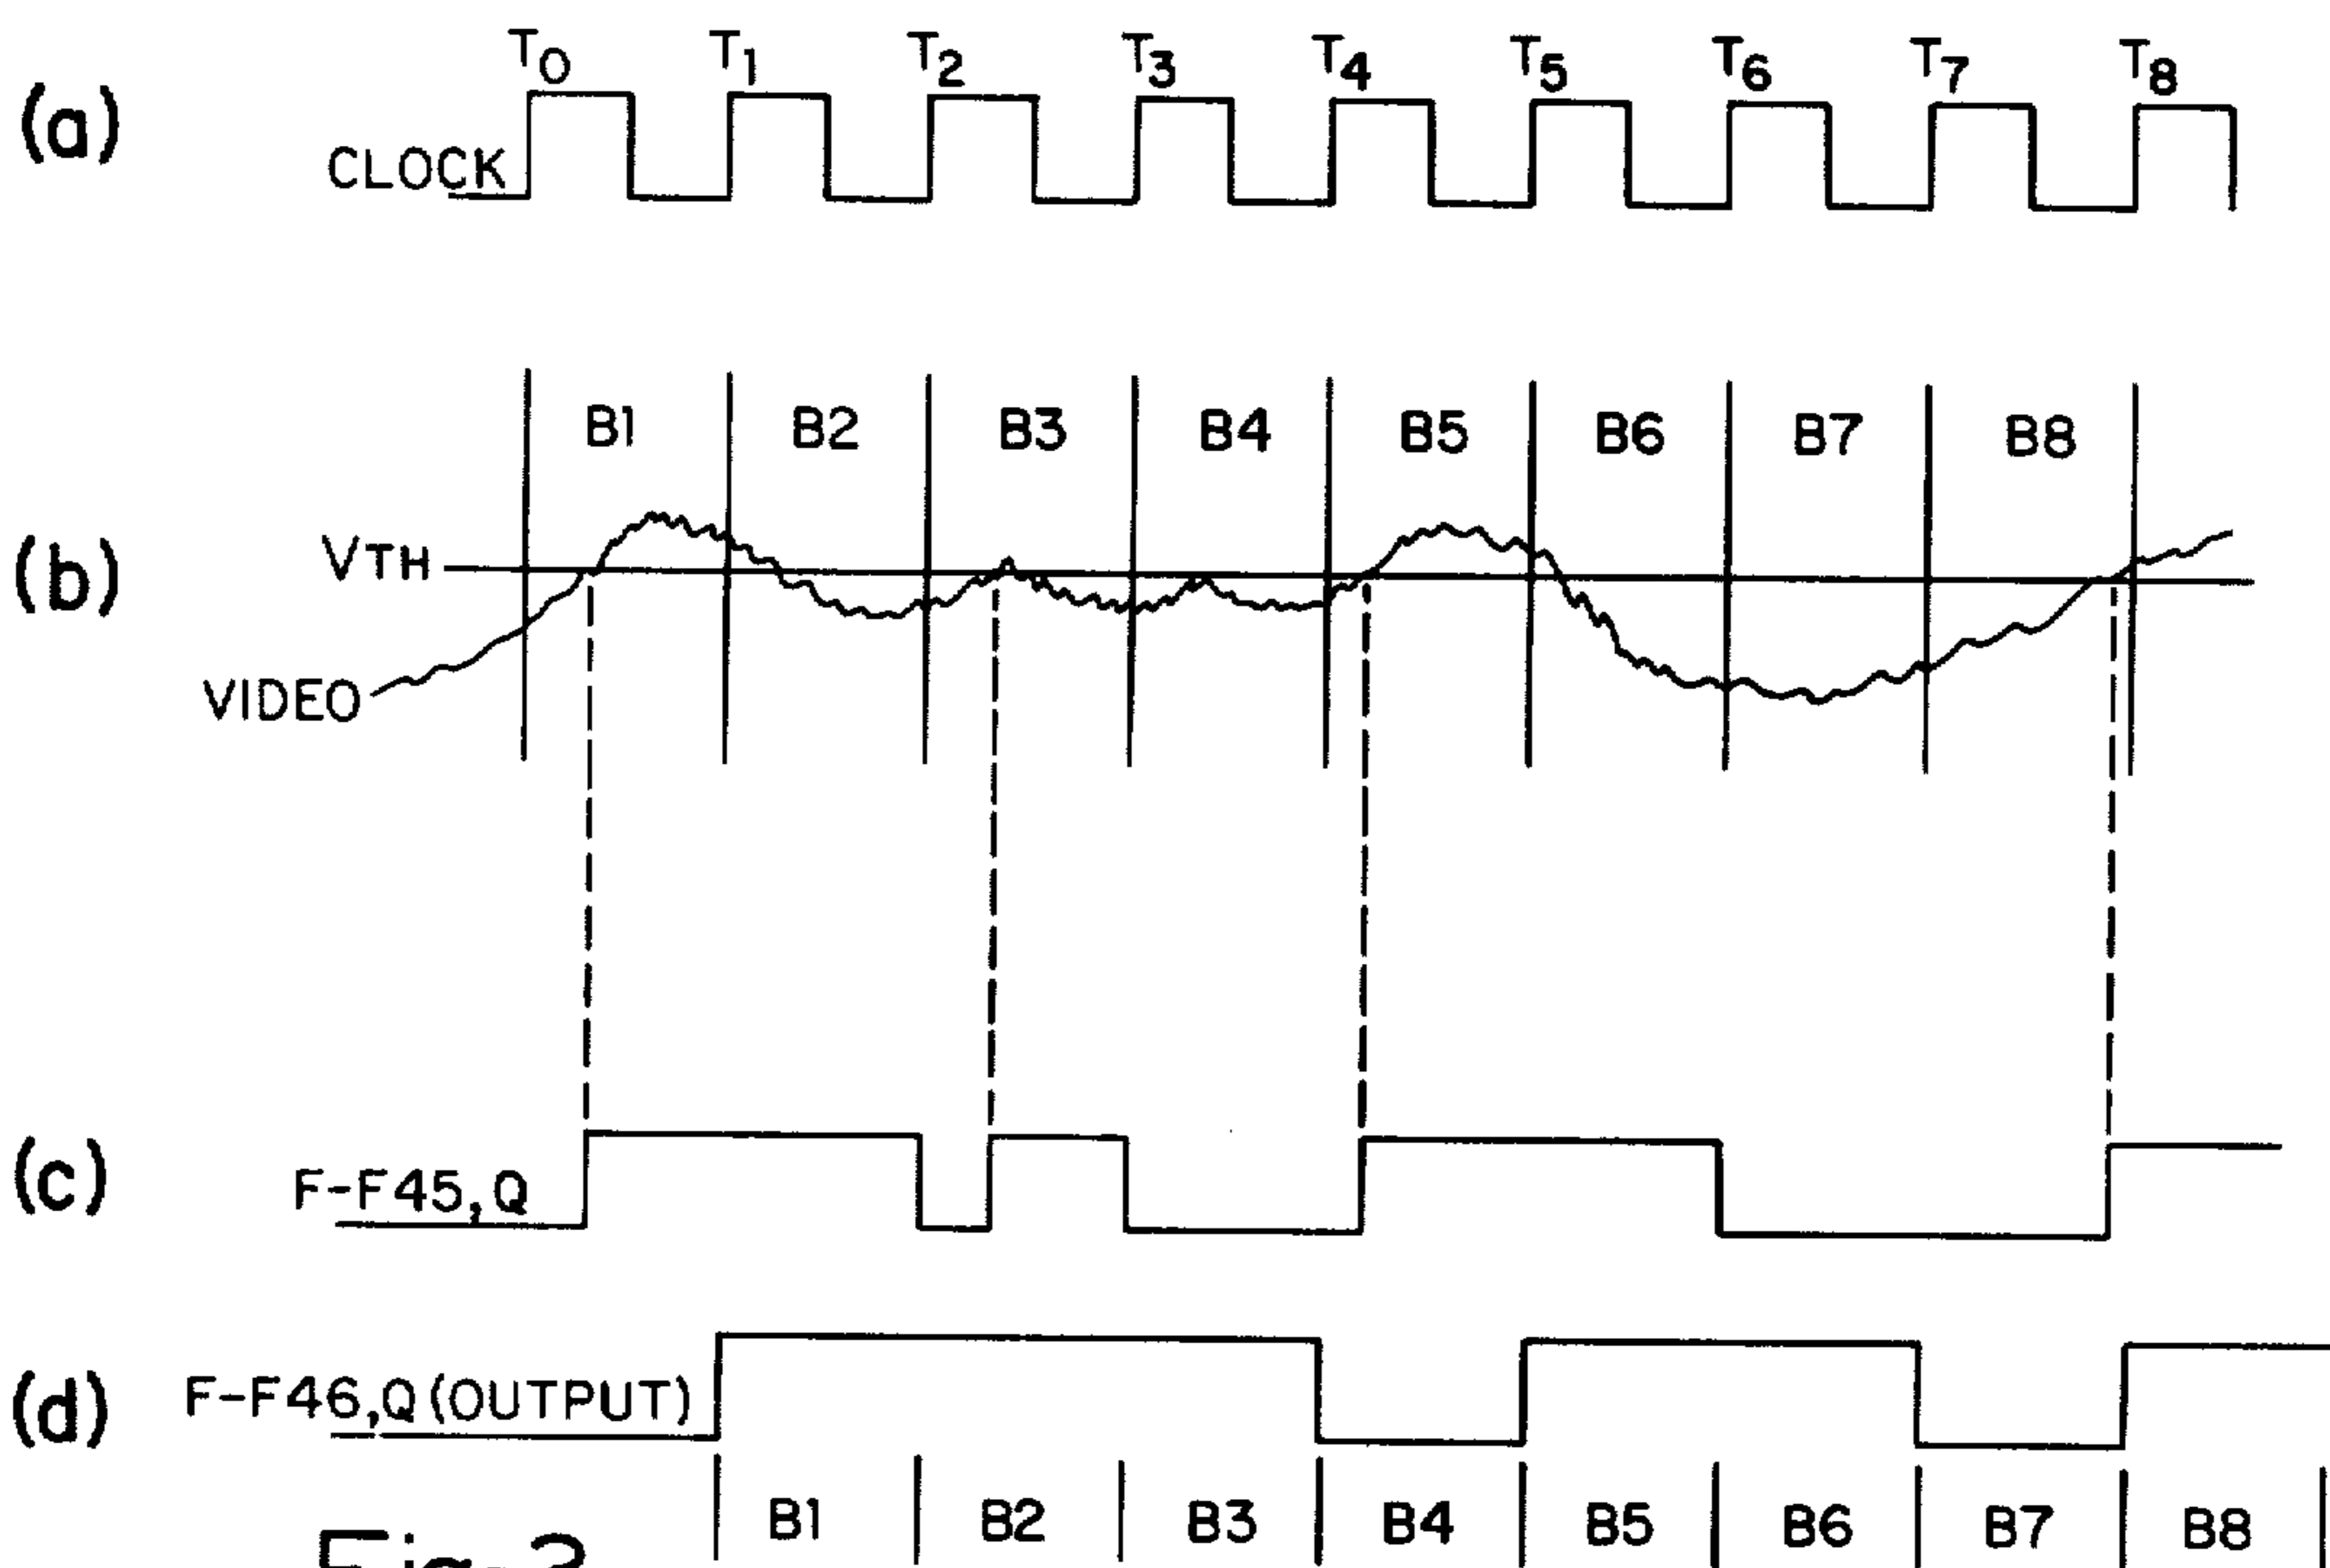 T0 T1 T2 T3 T4 T5 T6 T7 T8
(a)
CLOCK
B1 B2 B3 B4 B5 B6 B7 B8
(b)
VTH
VIDEO
(c)
F-F45,Q
(d)
F-F46,Q(OUTPUT)
B1 B2 B3 B4 B5 B6 B7 B8